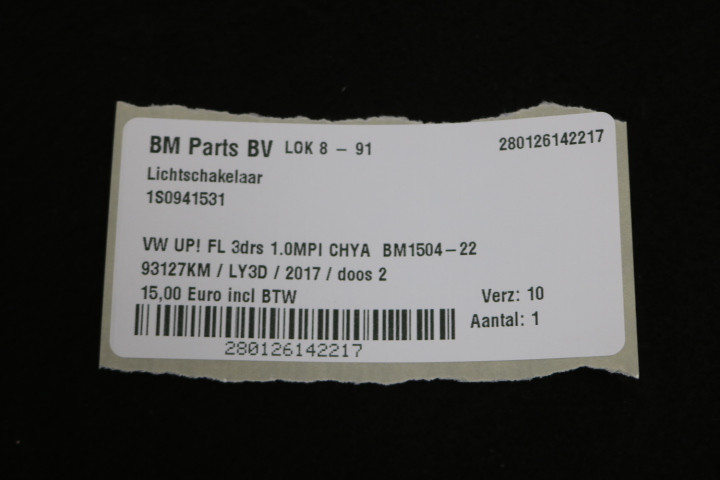 BM Parts BV LOK 8 - 91 280126142217
Lichtschakelaar
1S0941531
VW UP! FL 3drs 1.0MPI CHYA BM1504-22
93127KM / LY3D / 2017 / doos 2
15,00 Euro incl BTW Verz: 10
Aantal: 1
280126142217